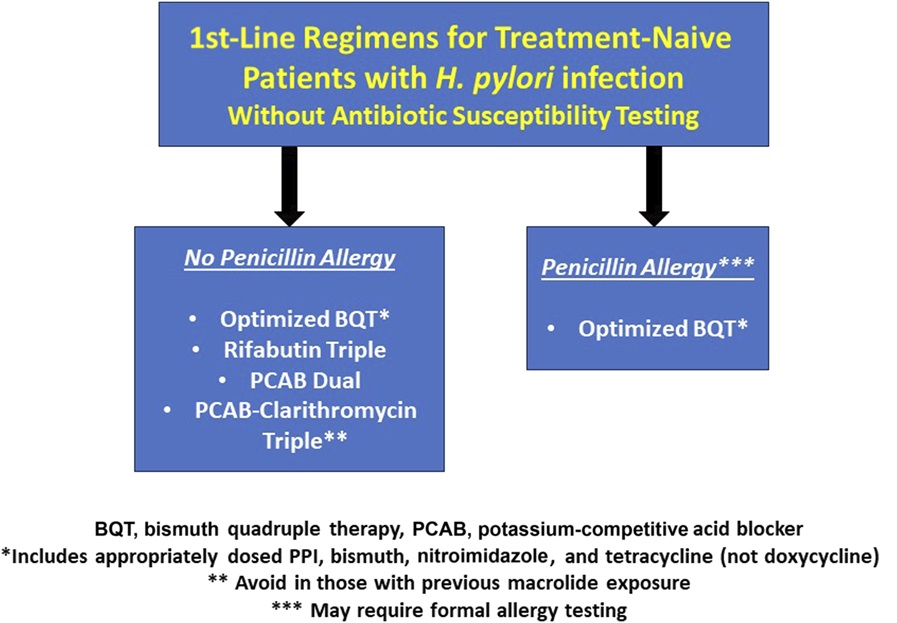 1st-Line Regimens for Treatment-Naive
Patients with H. pylori infection
Without Antibiotic Susceptibility Testing
No Penicillin Allergy
• Optimized BQT*
• Rifabutin Triple
• PCAB Dual
• PCAB-Clarithromycin
Triple**
Penicillin Allergy***
• Optimized BQT*
BQT, bismuth quadruple therapy, PCAB, potassium-competitive acid blocker
*Includes appropriately dosed PPI, bismuth, nitroimidazole, and tetracycline (not doxycycline)
** Avoid in those with previous macrolide exposure
*** May require formal allergy testing